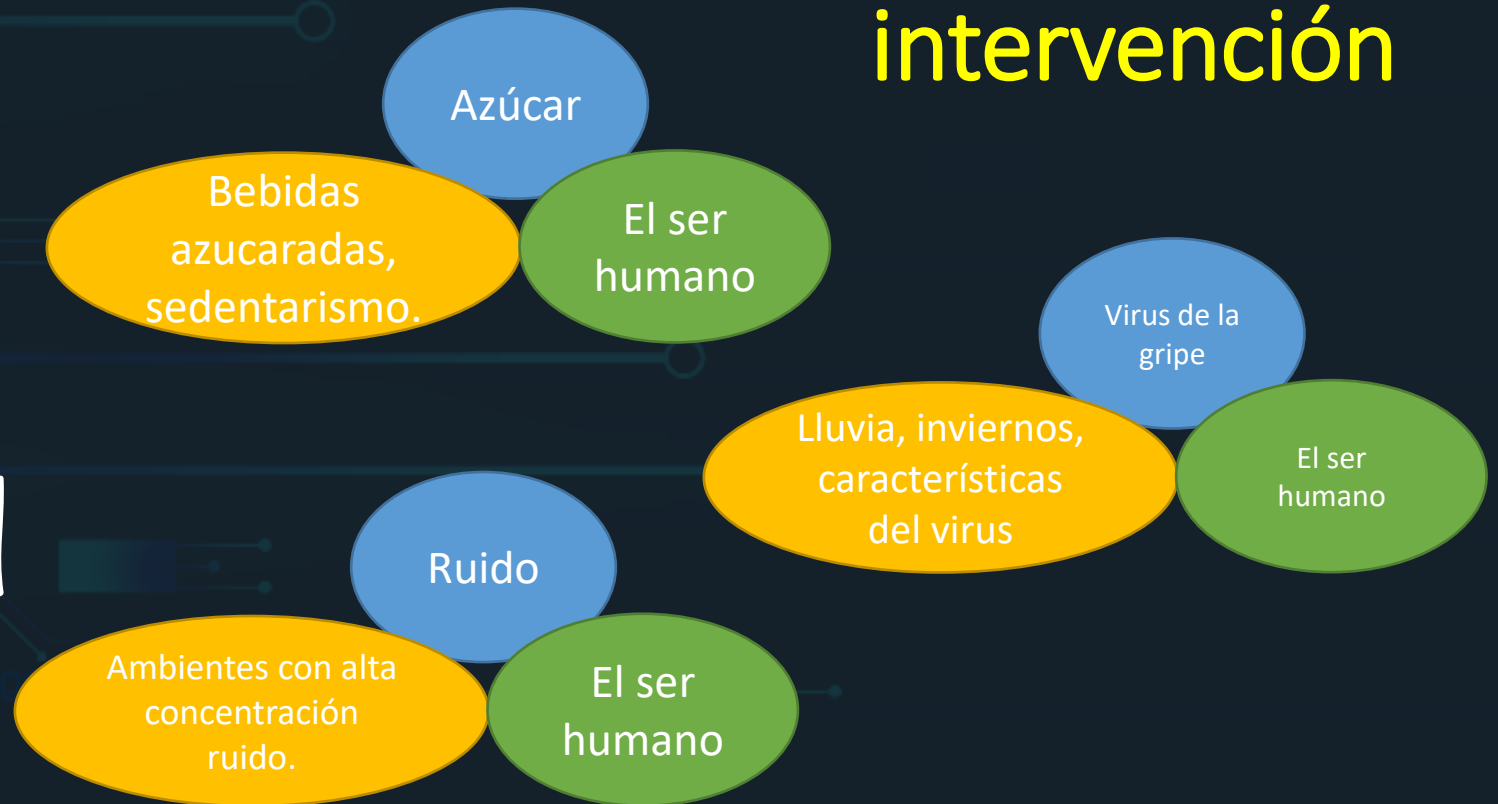 intervención
Azúcar
Bebidas
azucaradas,
sedentarismo.
El ser
humano
Virus de la
gripe
Lluvia, inviernos,
características
del virus
El ser
humano
Ruido
Ambientes con alta
concentración
ruido.
El ser
humano